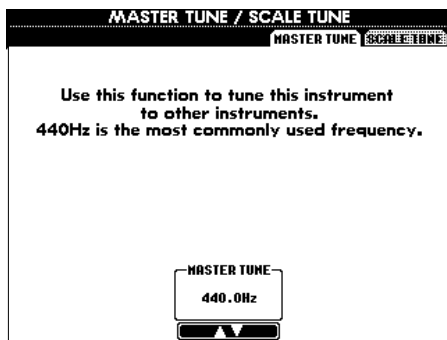 MASTER TUNE / SCALE TUNE
MASTER TUNE SCALE TUNE
Use this function to tune this instrument
to other instruments.
440Hz is the most commonly used frequency.
MASTER TUNE
440.0Hz